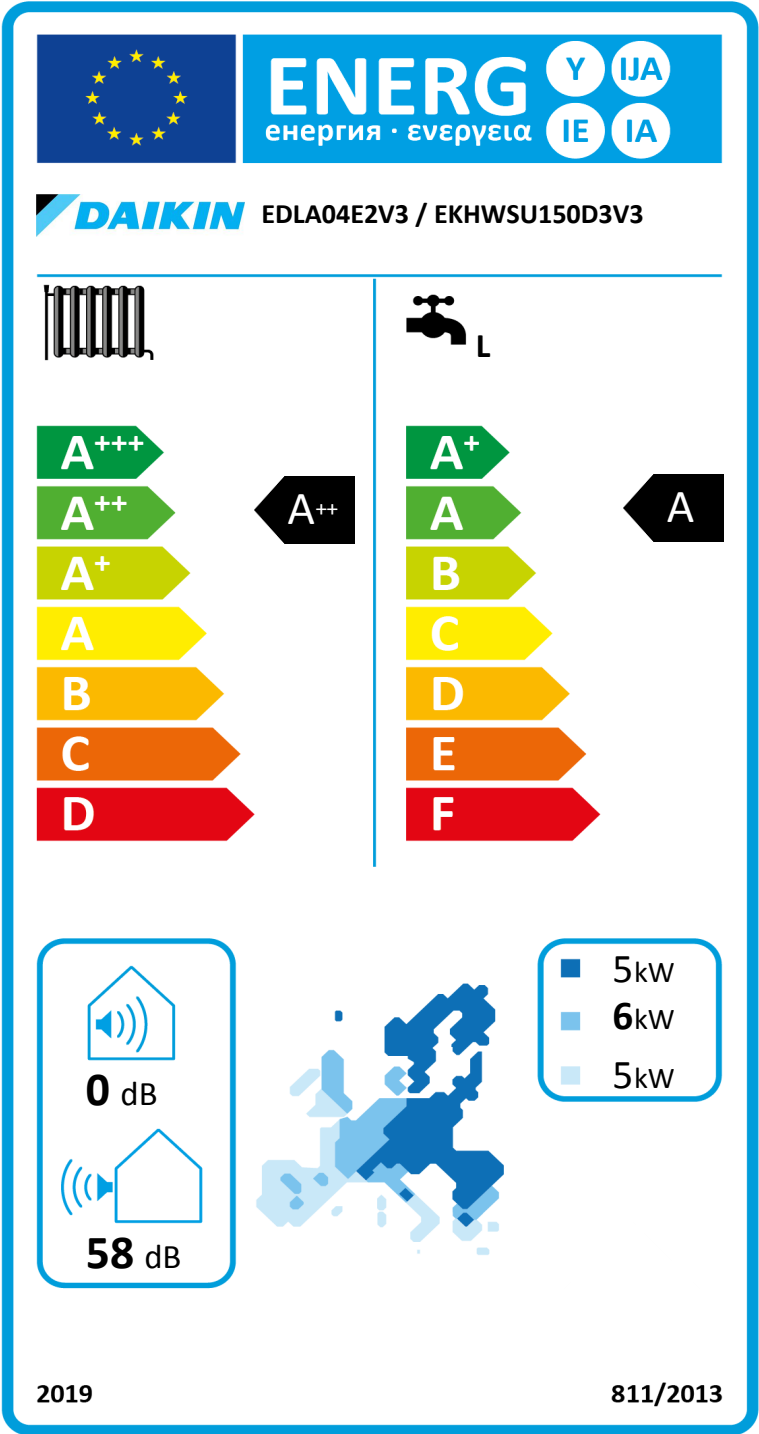 ENERG Y IJA
енергия · ενεργεια IE IA
DAIKIN EDLA04E2V3 / EKHWSU150D3V3
L
A+++
A++
A+
A
B
C
D
A++
A+
A
B
C
D
E
F
A
0 dB
58 dB
5kW
6kW
5kW
2019
811/2013